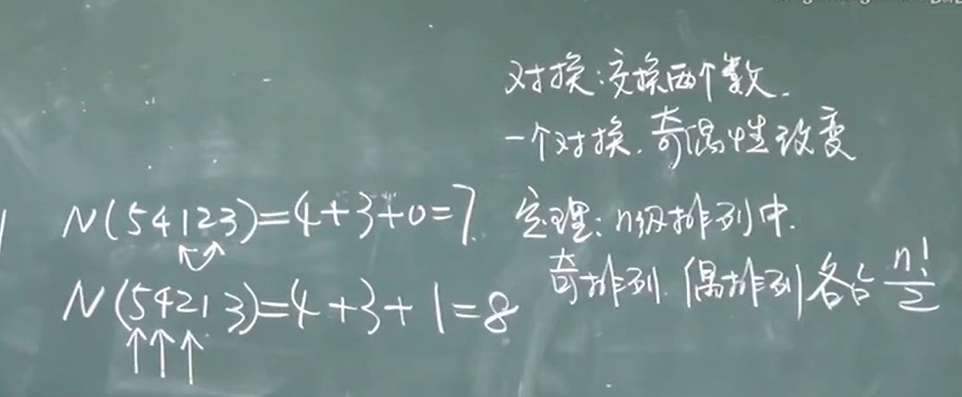 对换:交换两个数.
一个对换.奇偶性改变
N(54123)=4+3+0=7.
定理:n级排列中.
N(54213)=4+3+1=8
奇排列.偶排列各占n!/2